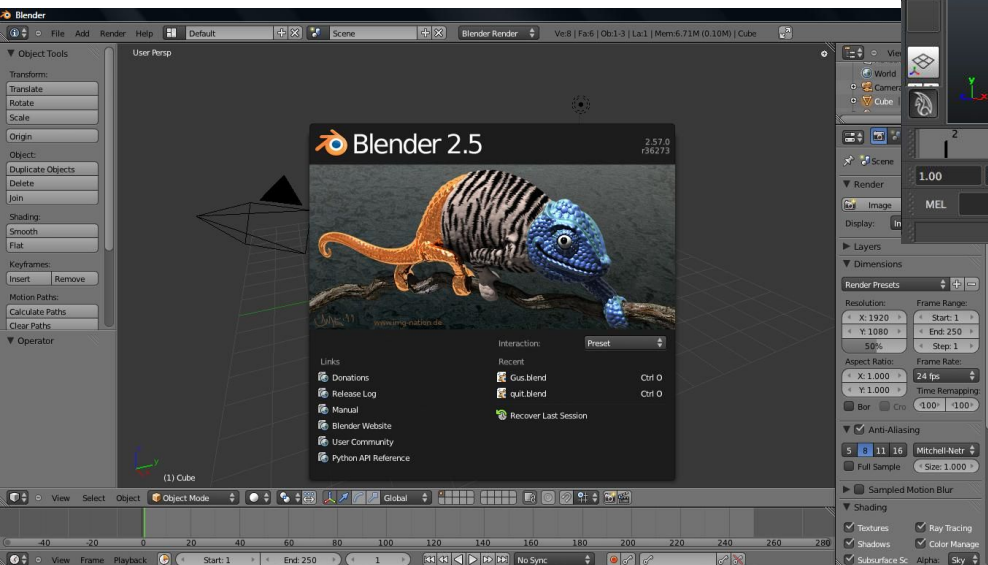 Blender
File Add Render Help Default Scene Blender Render Ve:8 | Fa:6 | Ob:1-3 | La:1 | Mem:6.71M (0.10M) | Cube
Object Tools
Transform:
Translate
Rotate
Scale
Origin
Object:
Duplicate Objects
Delete
Join
Shading:
Smooth
Flat
Keyframes:
Insert Remove
Motion Paths:
Calculate Paths
Clear Paths
Operator
User Persp
Blender 2.5
2.57.0
r36273
www.img-nation.de
Interaction: Preset
Links
Donations
Release Log
Manual
Blender Website
User Community
Python API Reference
Recent
Gus.blend Ctrl O
quit.blend Ctrl O
Recover Last Session
y
(1) Cube
View Select Object Object Mode Global
-40 -20 0 20 40 60 80 100 120 140 160 180 200 220 240 260 280
View Frame Playback Start: 1 End: 250 1 No Sync
World
Camera
Cube
Scene
Render
Image
Display:
Layers
Dimensions
Render Presets
Resolution: Frame Range:
X: 1920 Start: 1
Y: 1080 End: 250
50% Step: 1
Aspect Ratio: Frame Rate:
X: 1.000 24 fps
Y: 1.000 Time Remapping:
Bor Cro 100 100
Anti-Aliasing
5 8 11 16 Mitchell-Netr
Full Sample Size: 1.000
Sampled Motion Blur
Shading
Textures Ray Tracing
Shadows Color Manage
Subsurface Sc Alpha: Sky
Y
x
2
1.00
MEL